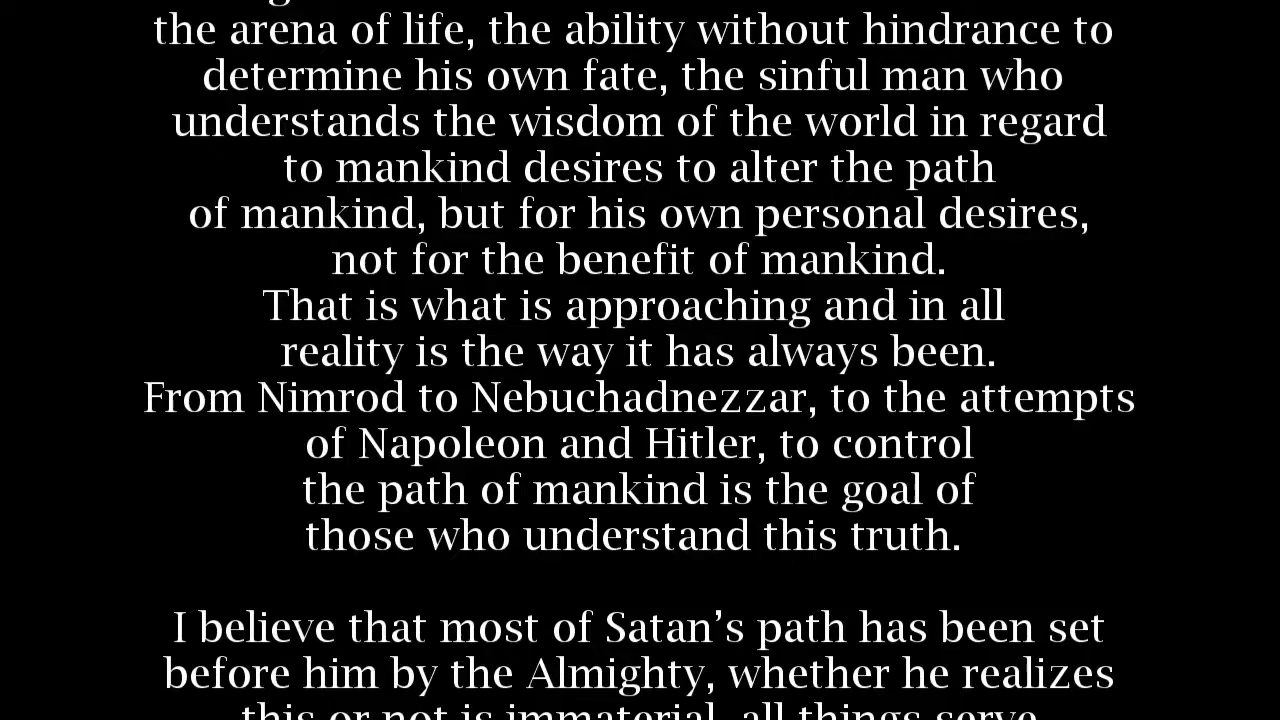 the arena of life, the ability without hindrance to
determine his own fate, the sinful man who
understands the wisdom of the world in regard
to mankind desires to alter the path
of mankind, but for his own personal desires,
not for the benefit of mankind.
That is what is approaching and in all
reality is the way it has always been.
From Nimrod to Nebuchadnezzar, to the attempts
of Napoleon and Hitler, to control
the path of mankind is the goal of
those who understand this truth.
I believe that most of Satan’s path has been set
before him by the Almighty, whether he realizes
this or not is immaterial, all things serve